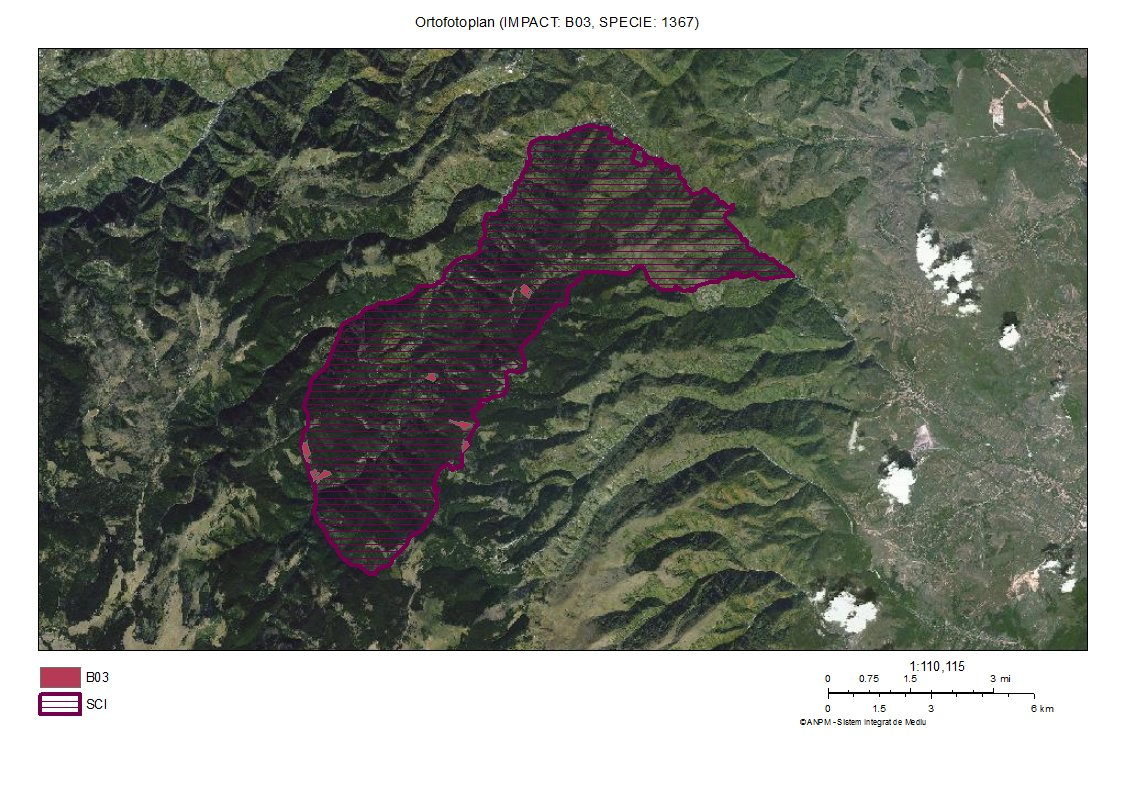 Ortofotoplan (IMPACT: B03, SPECIE: 1367)
B03
SCI
1:110,115
0 0.75 1.5 3 mi
0 1.5 3 6 km
©ANPM - Sistem Integrat de Mediu